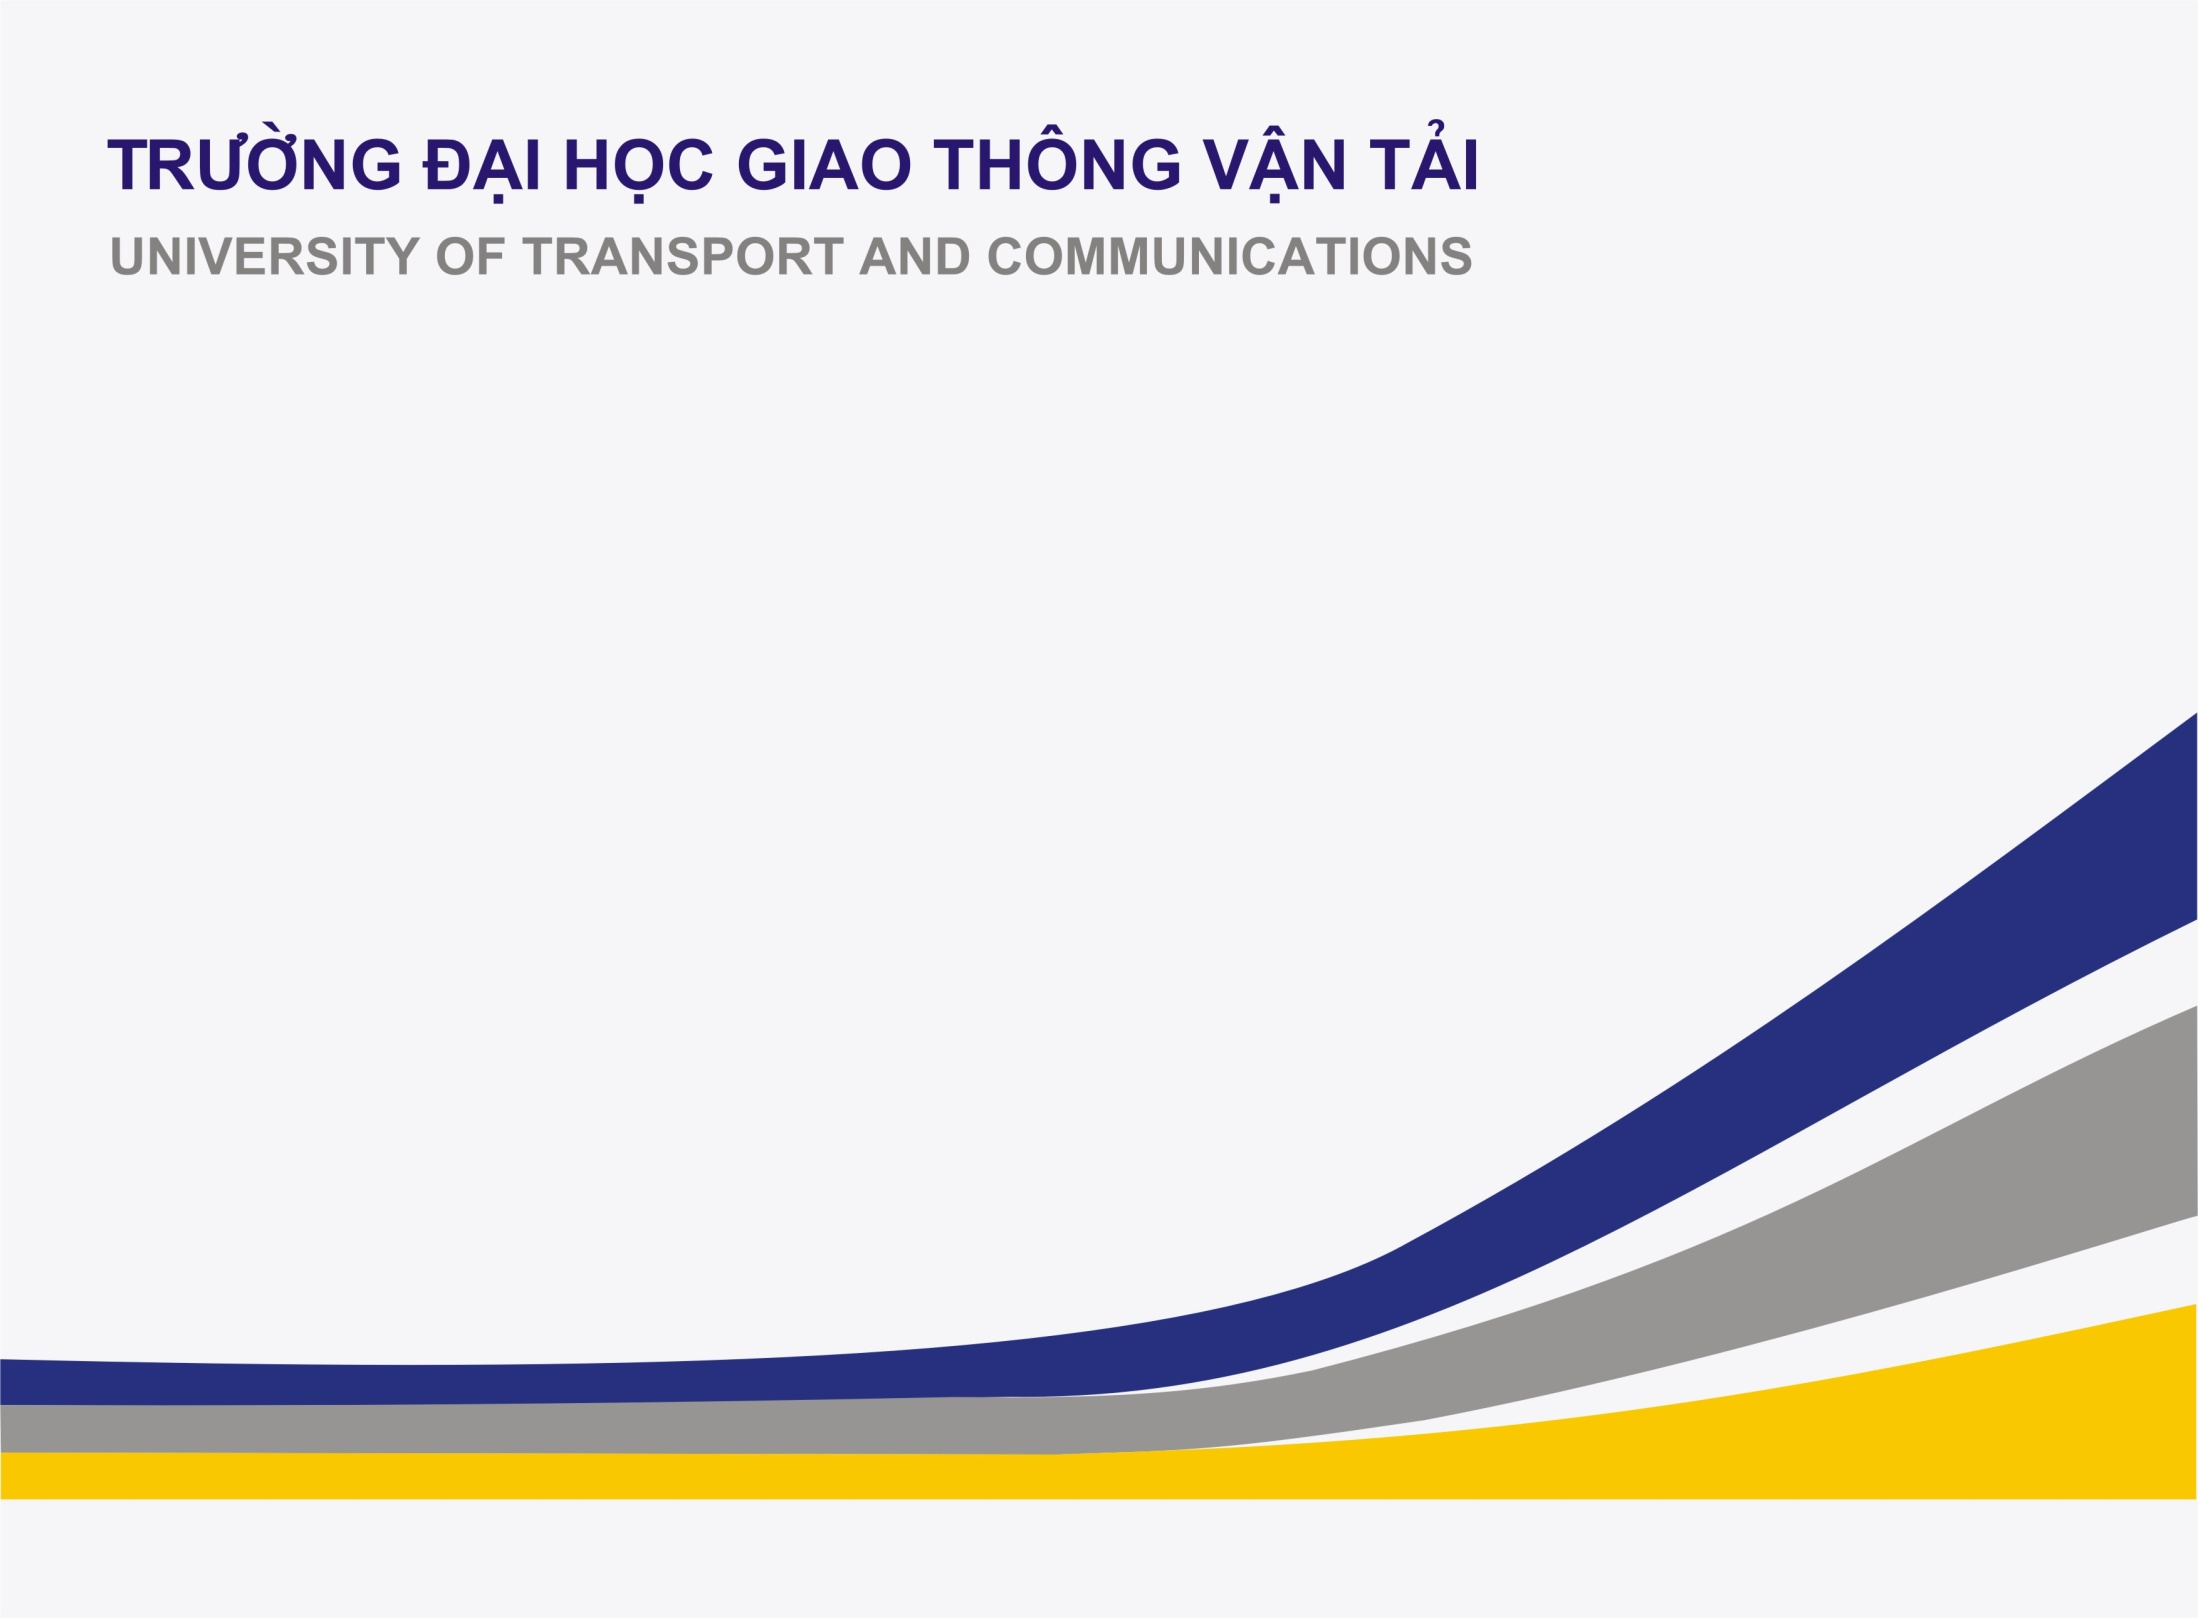 TRƯỜNG ĐẠI HỌC GIAO THÔNG VẬN TẢI
UNIVERSITY OF TRANSPORT AND COMMUNICATIONS